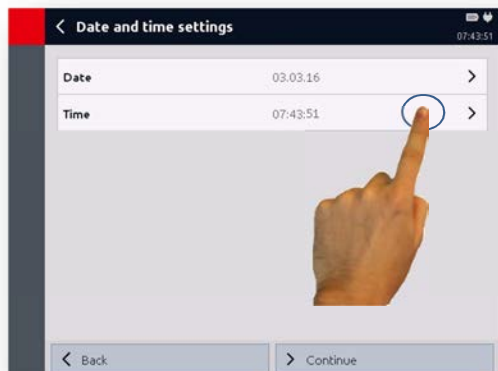 Date and time settings
07:43:51
Date 03.03.16 
Time 07:43:51
Back
Continue